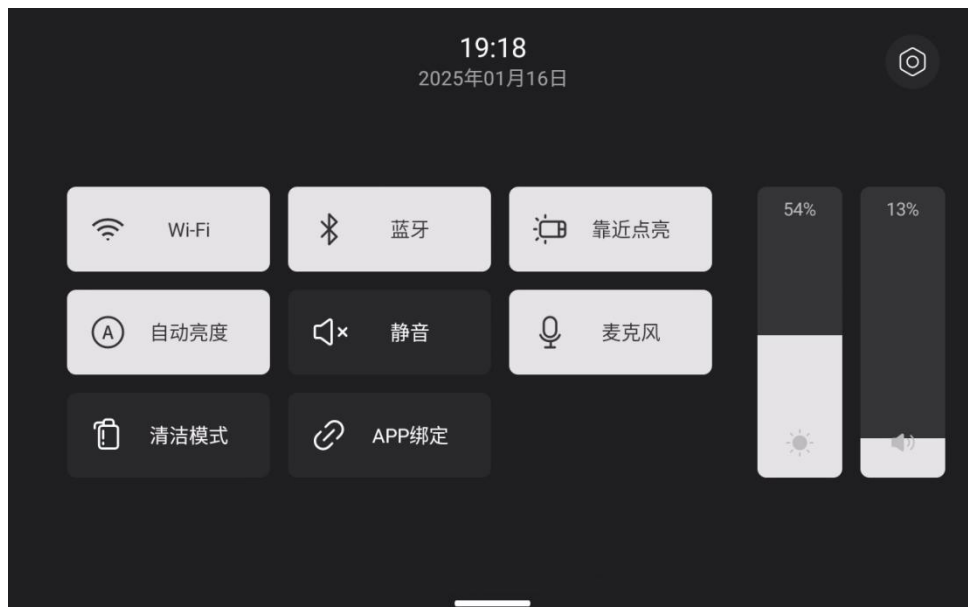 19:18
2025年01月16日
Wi-Fi
蓝牙
靠近点亮
54%
13%
A
自动亮度
静音
麦克风
清洁模式
APP绑定